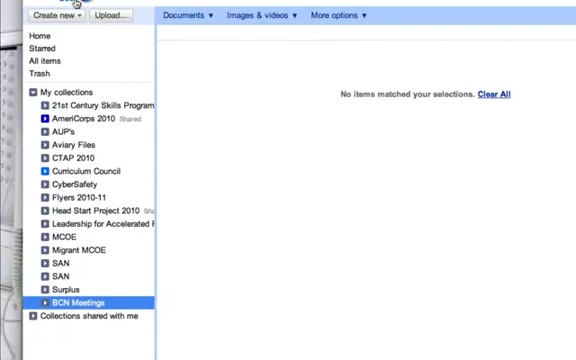 Create new
Upload...
Documents
Images & videos
More options
Home
Starred
All items
Trash
No items matched your selections. Clear All
My collections
21st Century Skills Program
AmeriCorps 2010 Shared
AUP's
Aviary Files
CTAP 2010
Curriculum Council
CyberSafety
Flyers 2010-11
Head Start Project 2010
Leadership for Accelerated
MCOE
Migrant MCOE
SAN
SAN
Surplus
BCN Meetings
Collections shared with me